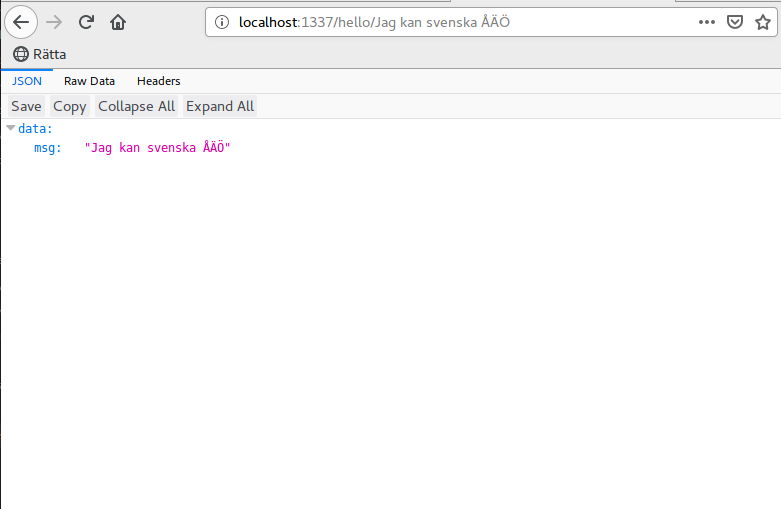 localhost:1337/hello/Jag kan svenska ÅÄÖ
Rätta
JSON Raw Data Headers
Save Copy Collapse All Expand All
data:
msg: "Jag kan svenska ÅÄÖ"